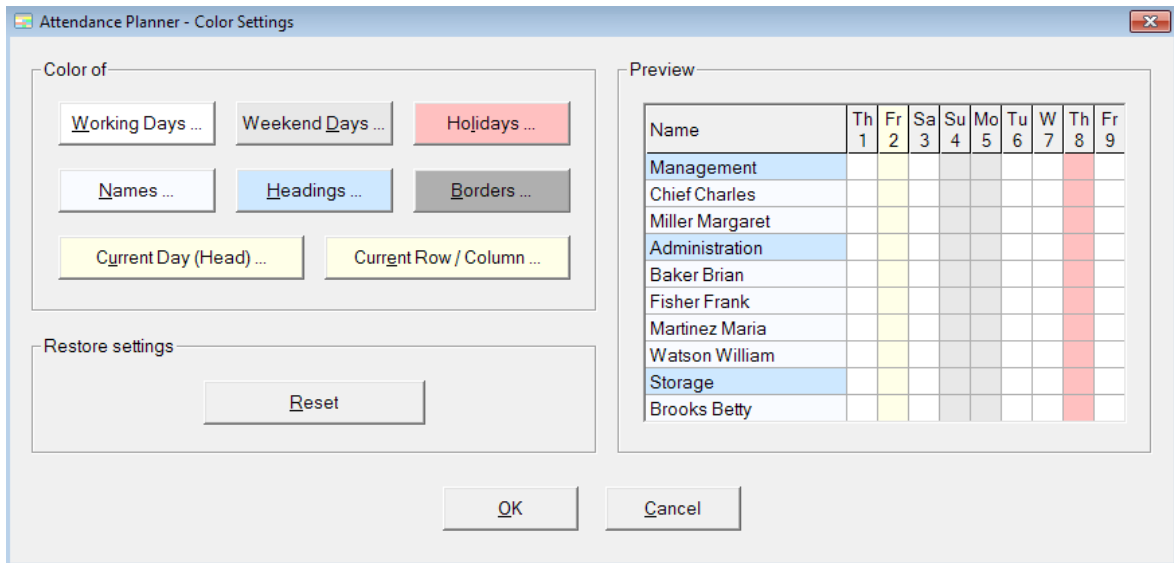 Attendance Planner - Color Settings
Color of
Working Days ... Weekend Days ... Holidays ...
Names ... Headings ... Borders ...
Current Day (Head) ... Current Row / Column ...
Restore settings
Reset
Preview
Name Th Fr Sa Su Mo Tu W Th Fr
1 2 3 4 5 6 7 8 9
Management
Chief Charles
Miller Margaret
Administration
Baker Brian
Fisher Frank
Martinez Maria
Watson William
Storage
Brooks Betty
OK Cancel